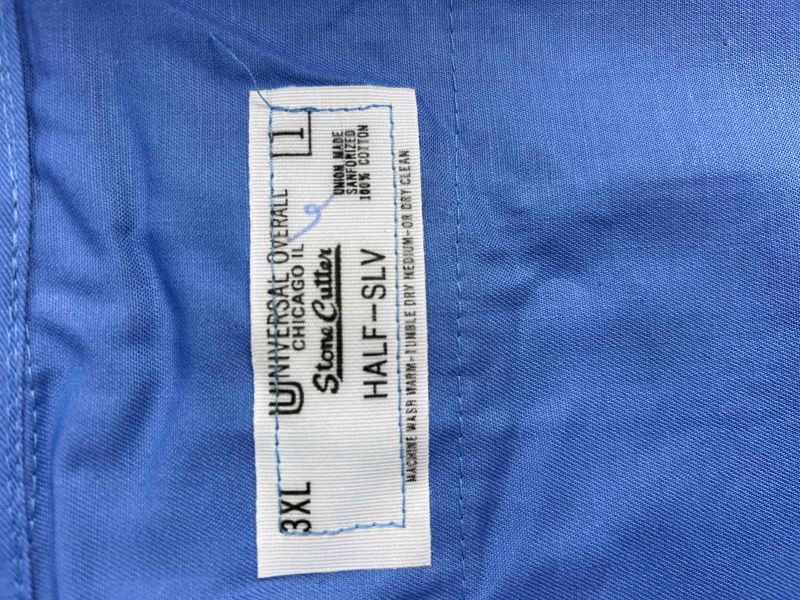 3XL
UNIVERSAL OVERALL
1
CHICAGO IL
Stone Cutter
UNION MADE
SANFORIZED
100% COTTON
HALF-SLV
MACHINE WASH WARM-TUMBLE DRY MEDIUM-OR DRY CLEAN